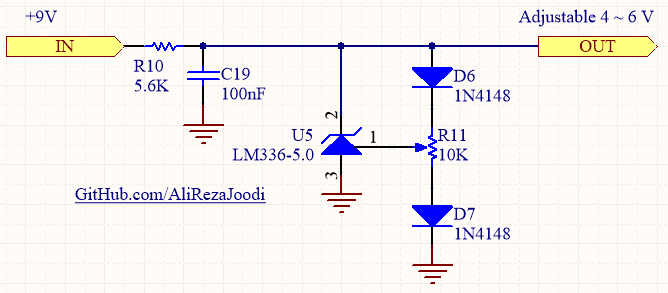 +9V
Adjustable 4 ~ 6 V
IN
OUT
R10
5.6K
C19
100nF
D6
1N4148
2
U5
LM336-5.0
1
3
R11
10K
GitHub.com/AliRezaJoodi
D7
1N4148